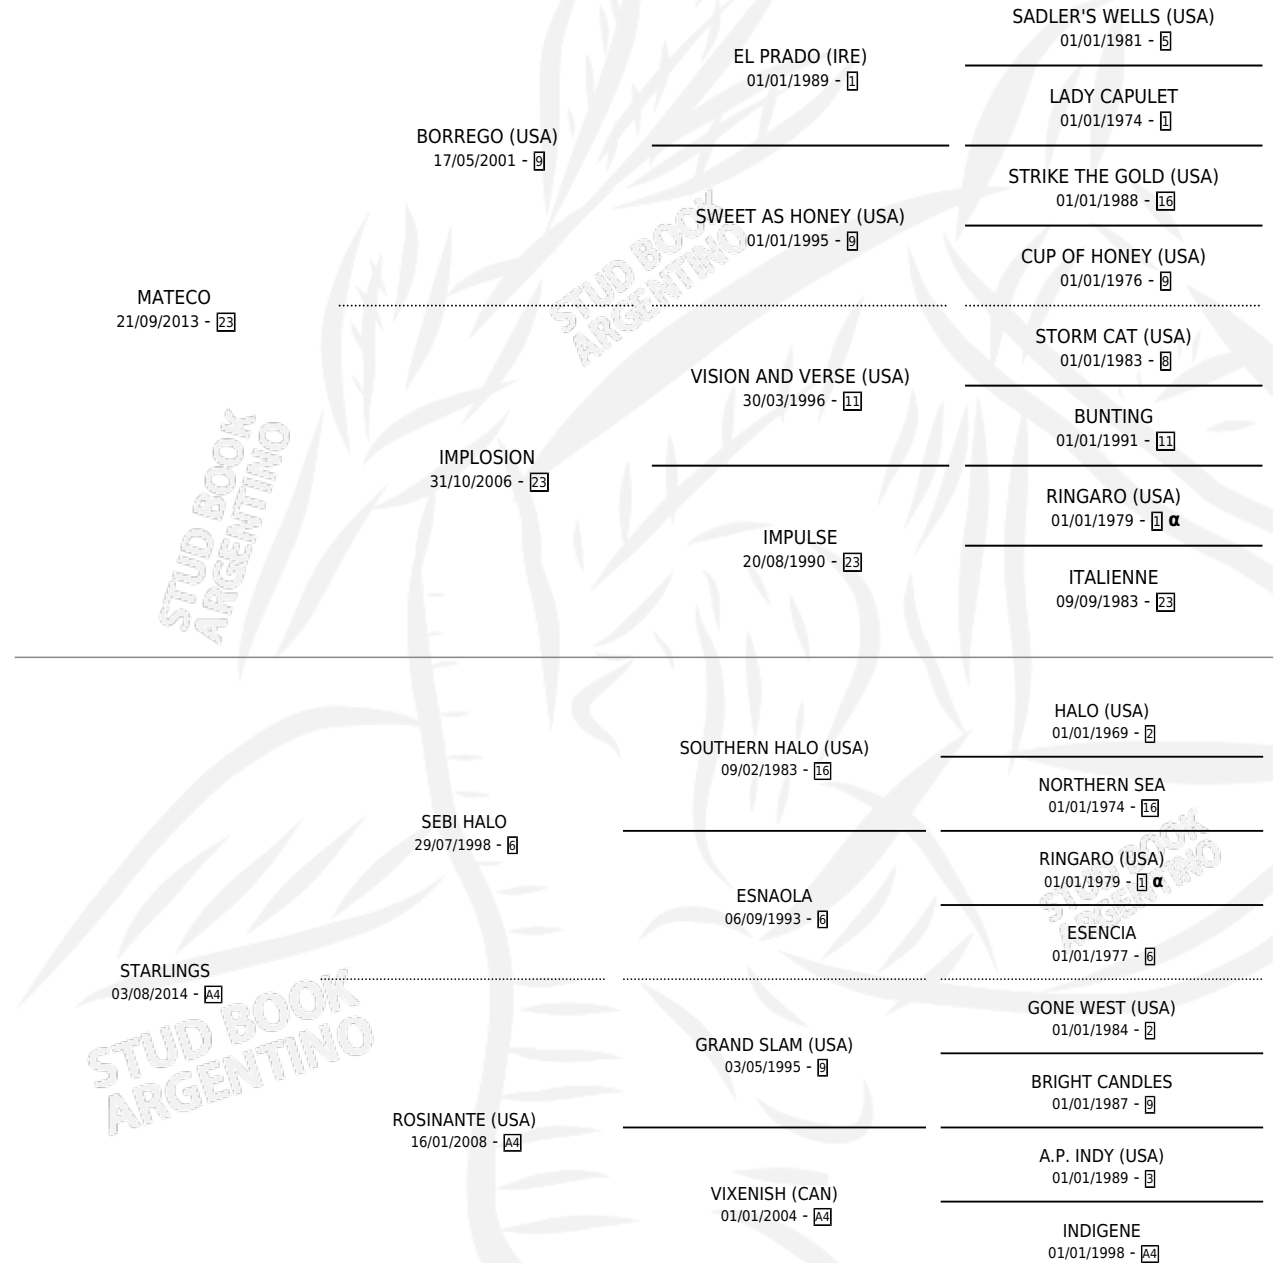 SADLER'S WELLS (USA)
01/01/1981 - 5
EL PRADO (IRE)
01/01/1989 - 1
LADY CAPULET
01/01/1974 - 1
BORREGO (USA)
17/05/2001 - 9
STRIKE THE GOLD (USA)
01/01/1988 - 16
SWEET AS HONEY (USA)
01/01/1995 - 9
CUP OF HONEY (USA)
01/01/1976 - 9
MATECO
21/09/2013 - 23
STORM CAT (USA)
01/01/1983 - 8
VISION AND VERSE (USA)
30/03/1996 - 11
BUNTING
01/01/1991 - 11
IMPLOSION
31/10/2006 - 23
RINGARO (USA)
01/01/1979 - 1 α
IMPULSE
20/08/1990 - 23
ITALIENNE
09/09/1983 - 23
HALO (USA)
01/01/1969 - 2
SOUTHERN HALO (USA)
09/02/1983 - 16
NORTHERN SEA
01/01/1974 - 16
SEBI HALO
29/07/1998 - 6
RINGARO (USA)
01/01/1979 - 1 α
ESNAOLA
06/09/1993 - 6
ESENCIA
01/01/1977 - 6
STARLINGS
03/08/2014 - A4
GONE WEST (USA)
01/01/1984 - 2
GRAND SLAM (USA)
03/05/1995 - 9
BRIGHT CANDLES
01/01/1987 - 9
ROSINANTE (USA)
16/01/2008 - A4
A.P. INDY (USA)
01/01/1989 - 3
VIXENISH (CAN)
01/01/2004 - A4
INDIGENE
01/01/1998 - A4
STUD BOOK
ARGENTINO
STUD BOOK
ARGENTINO
STUD BOOK
ARGENTINO
STUD BOOK
ARGENTINO